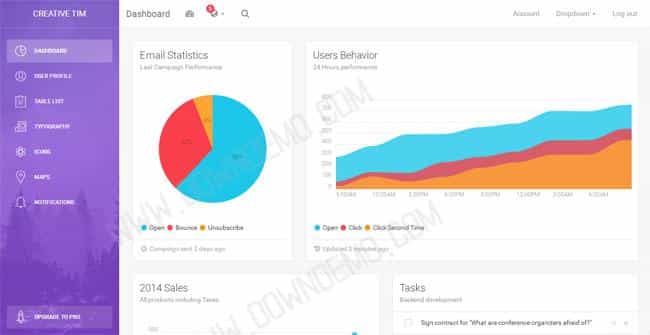 CREATIVE TIM
DASHBOARD
USER PROFILE
TABLE LIST
TYPOGRAPHY
ICONS
MAPS
NOTIFICATIONS
UPGRADE TO PRO
Dashboard
5
Account
Dropdown
Log out
Email Statistics
Last Campaign Performance
Open Bounce Unsubscribe
Campaign sent 2 days ago
Users Behavior
24 Hours performance
800
700
600
500
400
300
200
100
0
9:00AM 12:00AM 3:00PM 6:00PM 9:00PM 12:00PM 3:00AM 6:00AM
Open Click Click Second Time
Updated 3 minutes ago
2014 Sales
All products including Taxes
Tasks
Backend development
Sign contract for "What are conference organizers afraid of?"
WWW.DOWNDEMO.COM
WWW.DOWNDEMO.COM